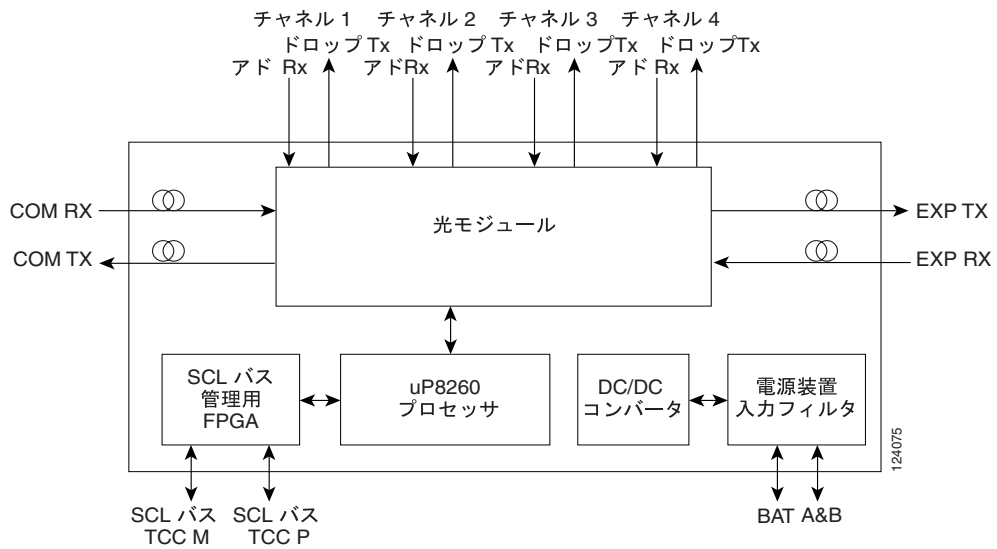 チャネル 1 チャネル 2 チャネル 3 チャネル 4
ドロップ Tx ドロップ Tx ドロップTx ドロップTx
アド Rx アドRx アドRx アド Rx
COM RX
COM TX
光モジュール
EXP TX
EXP RX
SCL バス
管理用
FPGA
uP8260
プロセッサ
DC/DC
コンバータ
電源装置
入力フィルタ
124075
SCL バス
TCC M
SCL バス
TCC P
BAT A&B